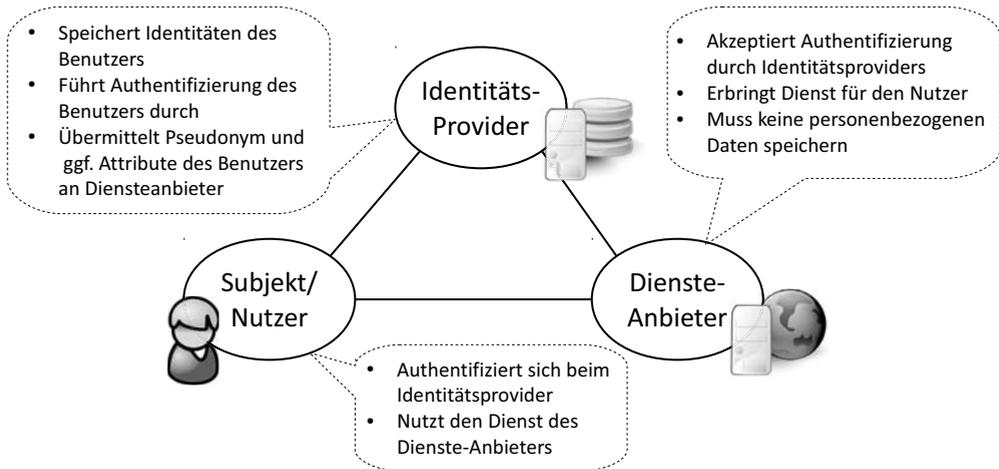 • Speichert Identitäten des
Benutzers
• Führt Authentifizierung des
Benutzers durch
• Übermittelt Pseudonym und
ggf. Attribute des Benutzers
an Diensteanbieter
Identitäts-
Provider
• Akzeptiert Authentifizierung
durch Identitätsproviders
• Erbringt Dienst für den Nutzer
• Muss keine personenbezogenen
Daten speichern
Subjekt/
Nutzer
Dienste-
Anbieter
• Authentifiziert sich beim
Identitätsprovider
• Nutzt den Dienst des
Dienste-Anbieters